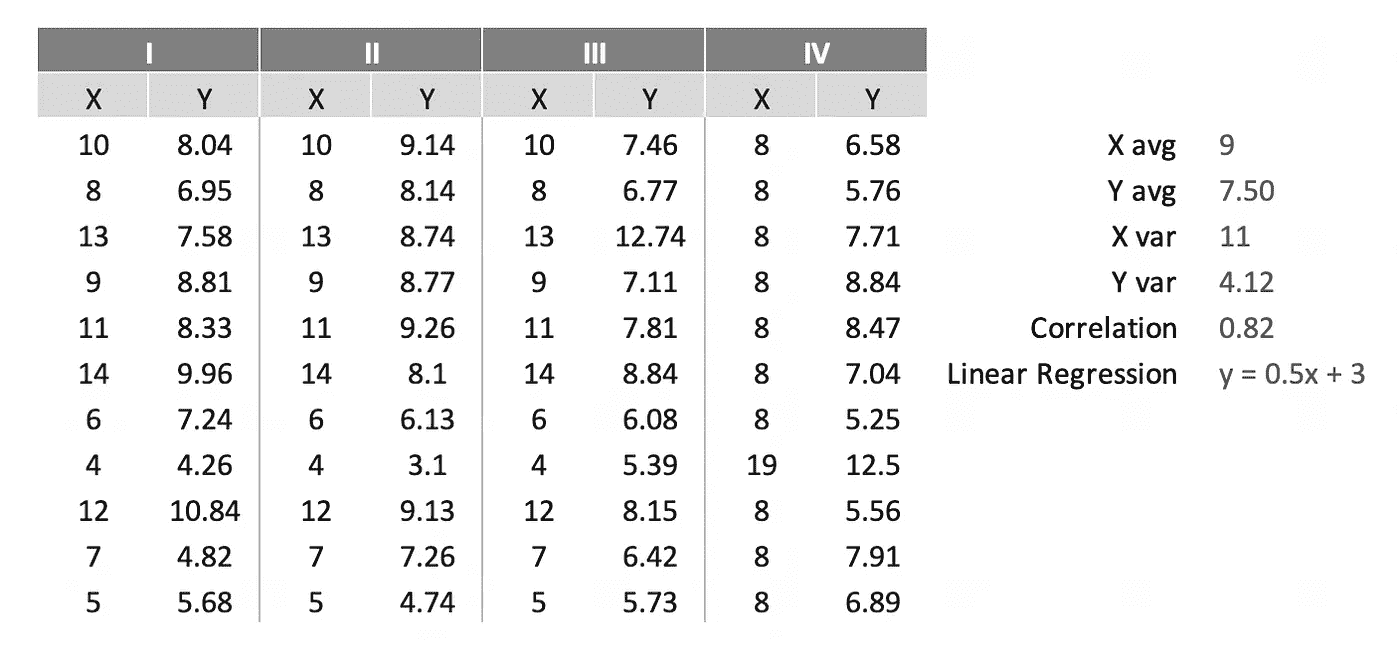 I II III IV
X Y X Y X Y X Y
10 8.04 10 9.14 10 7.46 8 6.58 X avg 9
8 6.95 8 8.14 8 6.77 8 5.76 Y avg 7.50
13 7.58 13 8.74 13 12.74 8 7.71 X var 11
9 8.81 9 8.77 9 7.11 8 8.84 Y var 4.12
11 8.33 11 9.26 11 7.81 8 8.47 Correlation 0.82
14 9.96 14 8.1 14 8.84 8 7.04 Linear Regression y = 0.5x + 3
6 7.24 6 6.13 6 6.08 8 5.25
4 4.26 4 3.1 4 5.39 19 12.5
12 10.84 12 9.13 12 8.15 8 5.56
7 4.82 7 7.26 7 6.42 8 7.91
5 5.68 5 4.74 5 5.73 8 6.89